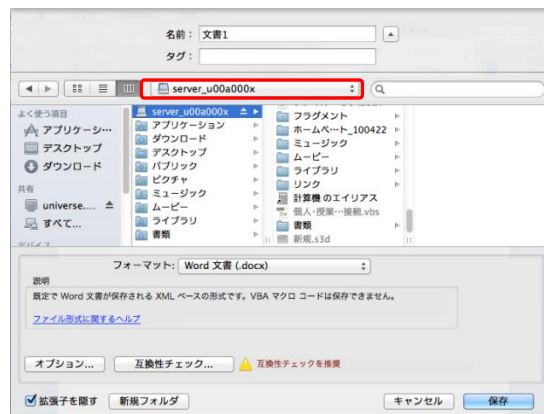 名前： 文書1
タグ：
server_u00a000x
よく使う項目
アプリケーシ…
デスクトップ
ダウンロード
共有
universe.…
すべて…
デバイス
server_u00a000x
アプリケーション
ダウンロード
デスクトップ
パブリック
ピクチャ
ミュージック
ムービー
ライブラリ
書類
フラグメント
ホームペ…ト_100422
ミュージック
ムービー
ライブラリ
リンク
計算機 のエイリアス
個人・授業…接続.vbs
書類
新規.s3d
フォーマット： Word 文書 (.docx)
説明
既定で Word 文書が保存される XML ベースの形式です。VBA マクロ コードは保存できません。
ファイル形式に関するヘルプ
オプション...
互換性チェック...
互換性チェックを推奨
拡張子を隠す
新規フォルダ
キャンセル
保存